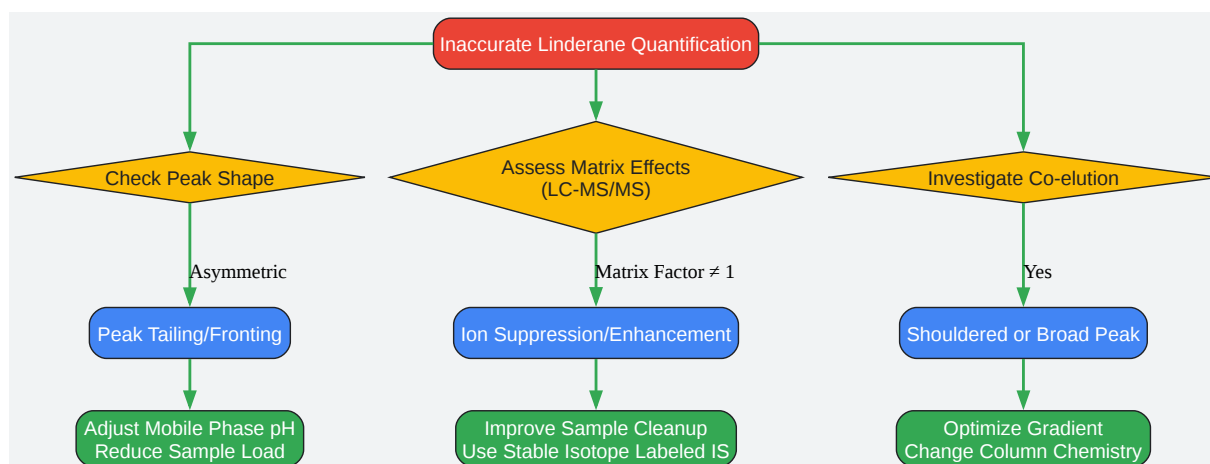 Inaccurate Linderane Quantification
Check Peak Shape
Assess Matrix Effects
(LC-MS/MS)
Investigate Co-elution
Asymmetric
Matrix Factor ≠ 1
Yes
Peak Tailing/Fronting
Ion Suppression/Enhancement
Shouldered or Broad Peak
Adjust Mobile Phase pH
Reduce Sample Load
Improve Sample Cleanup
Use Stable Isotope Labeled IS
Optimize Gradient
Change Column Chemistry